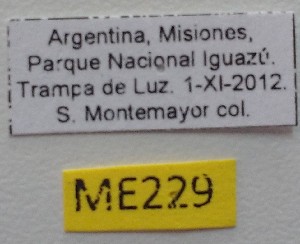 Argentina, Misiones,
Parque Nacional Iguazú.
Trampa de Luz. 1-XI-2012.
S. Montemayor col.
ME229